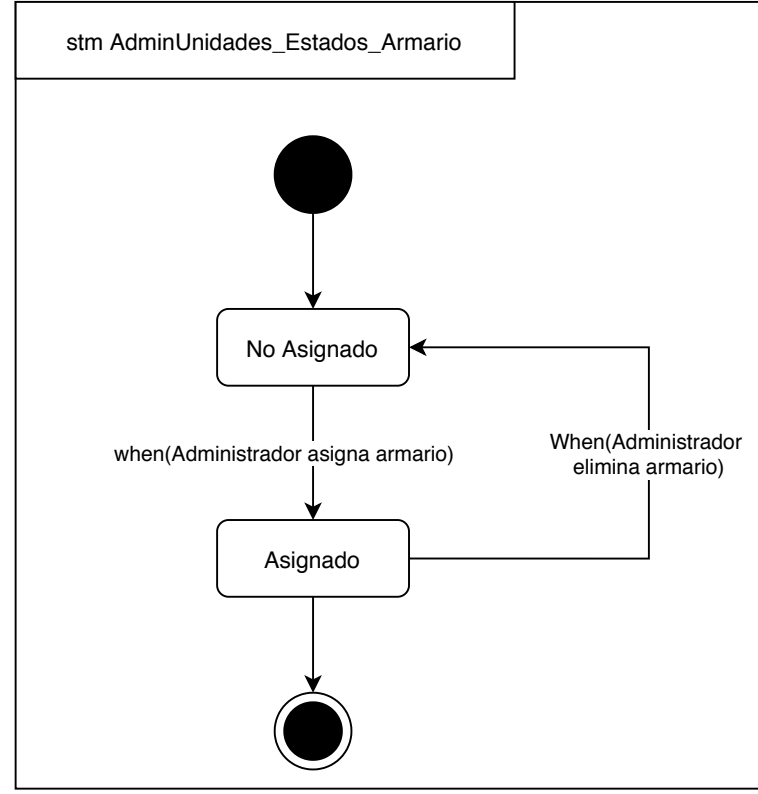 stm AdminUnidades_Estados_Armario
No Asignado
when(Administrador asigna armario)
When(Administrador
elimina armario)
Asignado